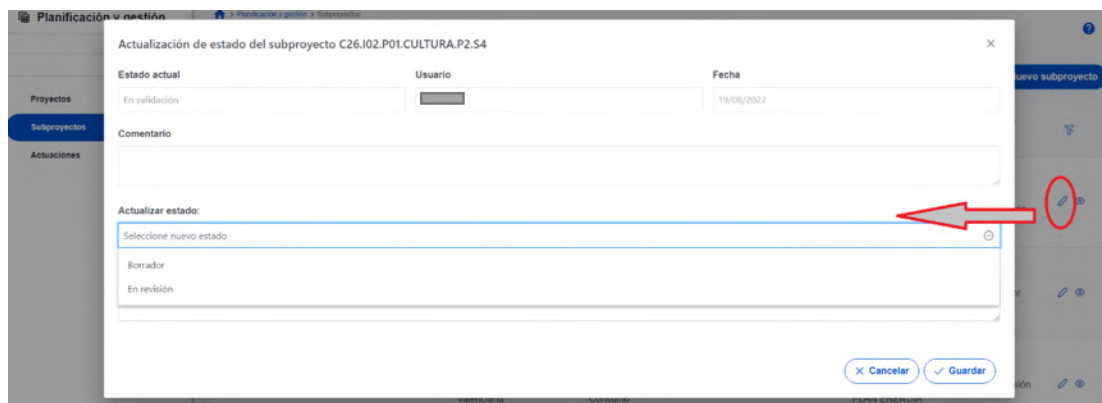 Planificación y gestión
> Planificación y gestión > Subproyectos
Actualización de estado del subproyecto C26.I02.P01.CULTURA.P2.S4
Estado actual
Usuario
Fecha
En validación
19/08/2022
Nuevo subproyecto
Proyectos
Subproyectos
Actuaciones
Comentario
Actualizar estado:
Seleccione nuevo estado
Borrador
En revisión
Cancelar
Guardar